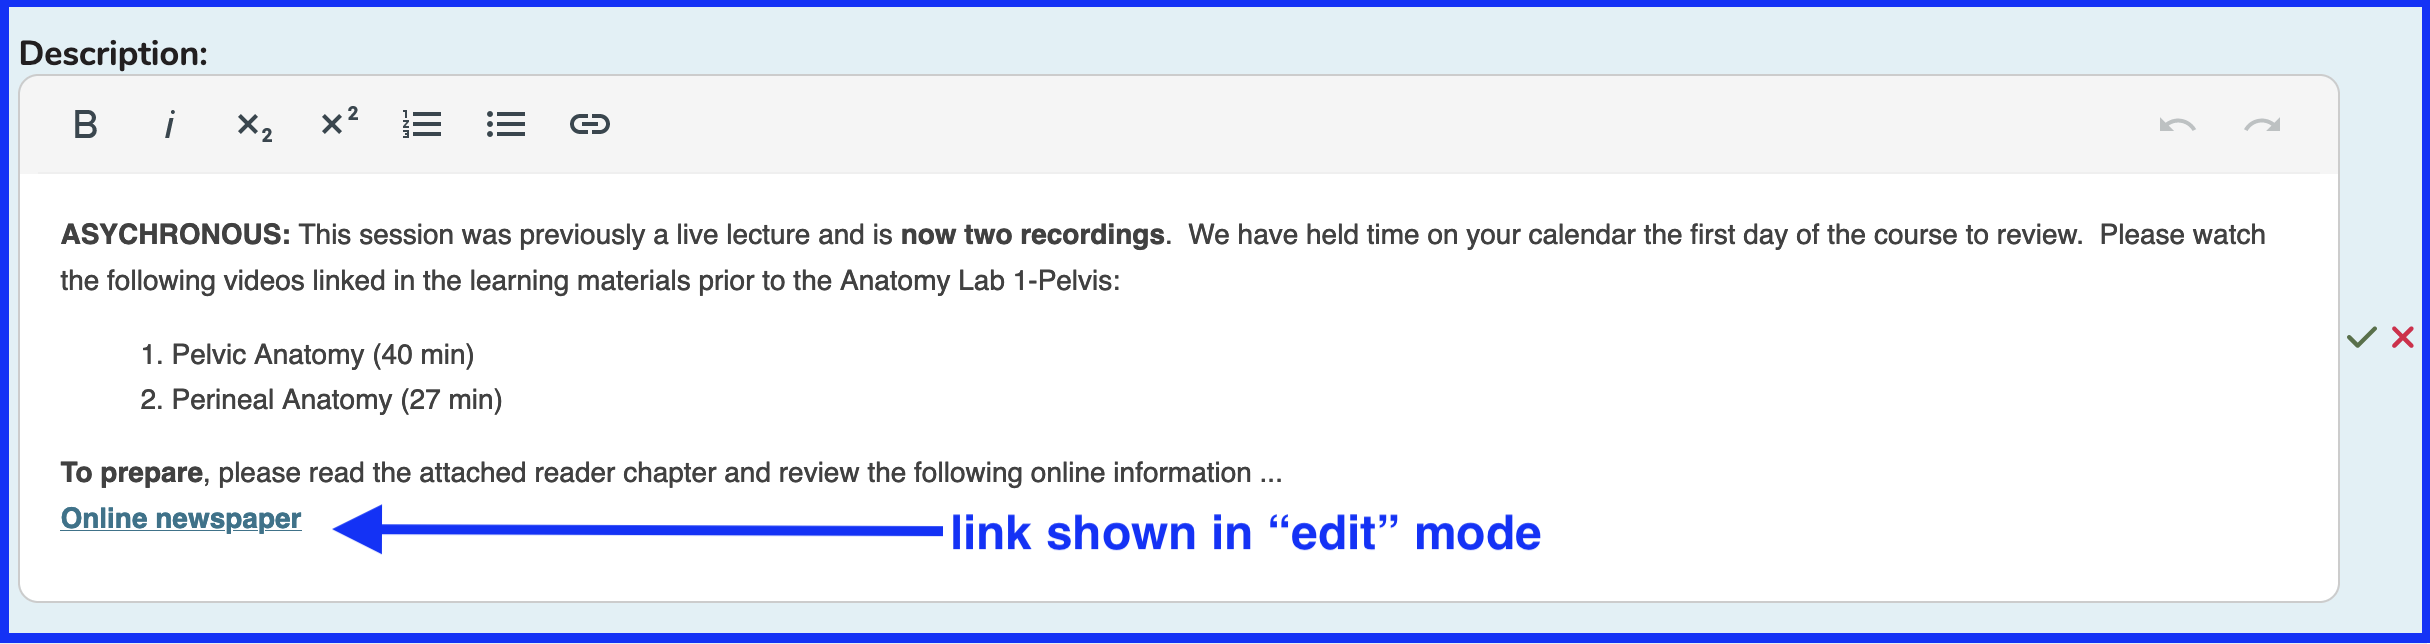 Description:
B i ×₂ ×²
ASYCHRONOUS: This session was previously a live lecture and is now two recordings.  We have held time on your calendar the first day of the course to review.  Please watch
the following videos linked in the learning materials prior to the Anatomy Lab 1-Pelvis:
1. Pelvic Anatomy (40 min)
2. Perineal Anatomy (27 min)
To prepare, please read the attached reader chapter and review the following online information ...
Online newspaper
link shown in “edit” mode